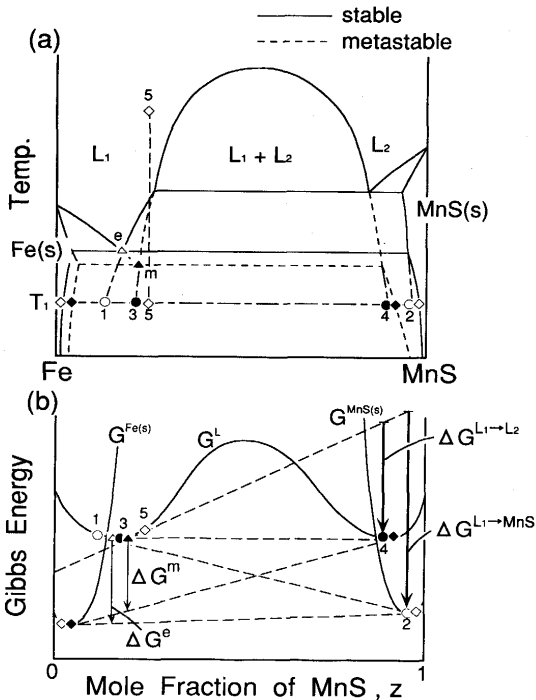 stable
metastable
(a)
Temp.
5
L₁
L₁ + L₂
L₂
MnS(s)
e
Fe(s)
m
T₁
1
3
5
4
2
Fe
MnS
(b)
Gibbs Energy
G^Fe(s)
G^L
G^MnS(s)
ΔG^L₁→L₂
5
1
3
4
ΔG^L₁→MnS
ΔG^m
2
ΔG^e
0
1
Mole Fraction of MnS , z